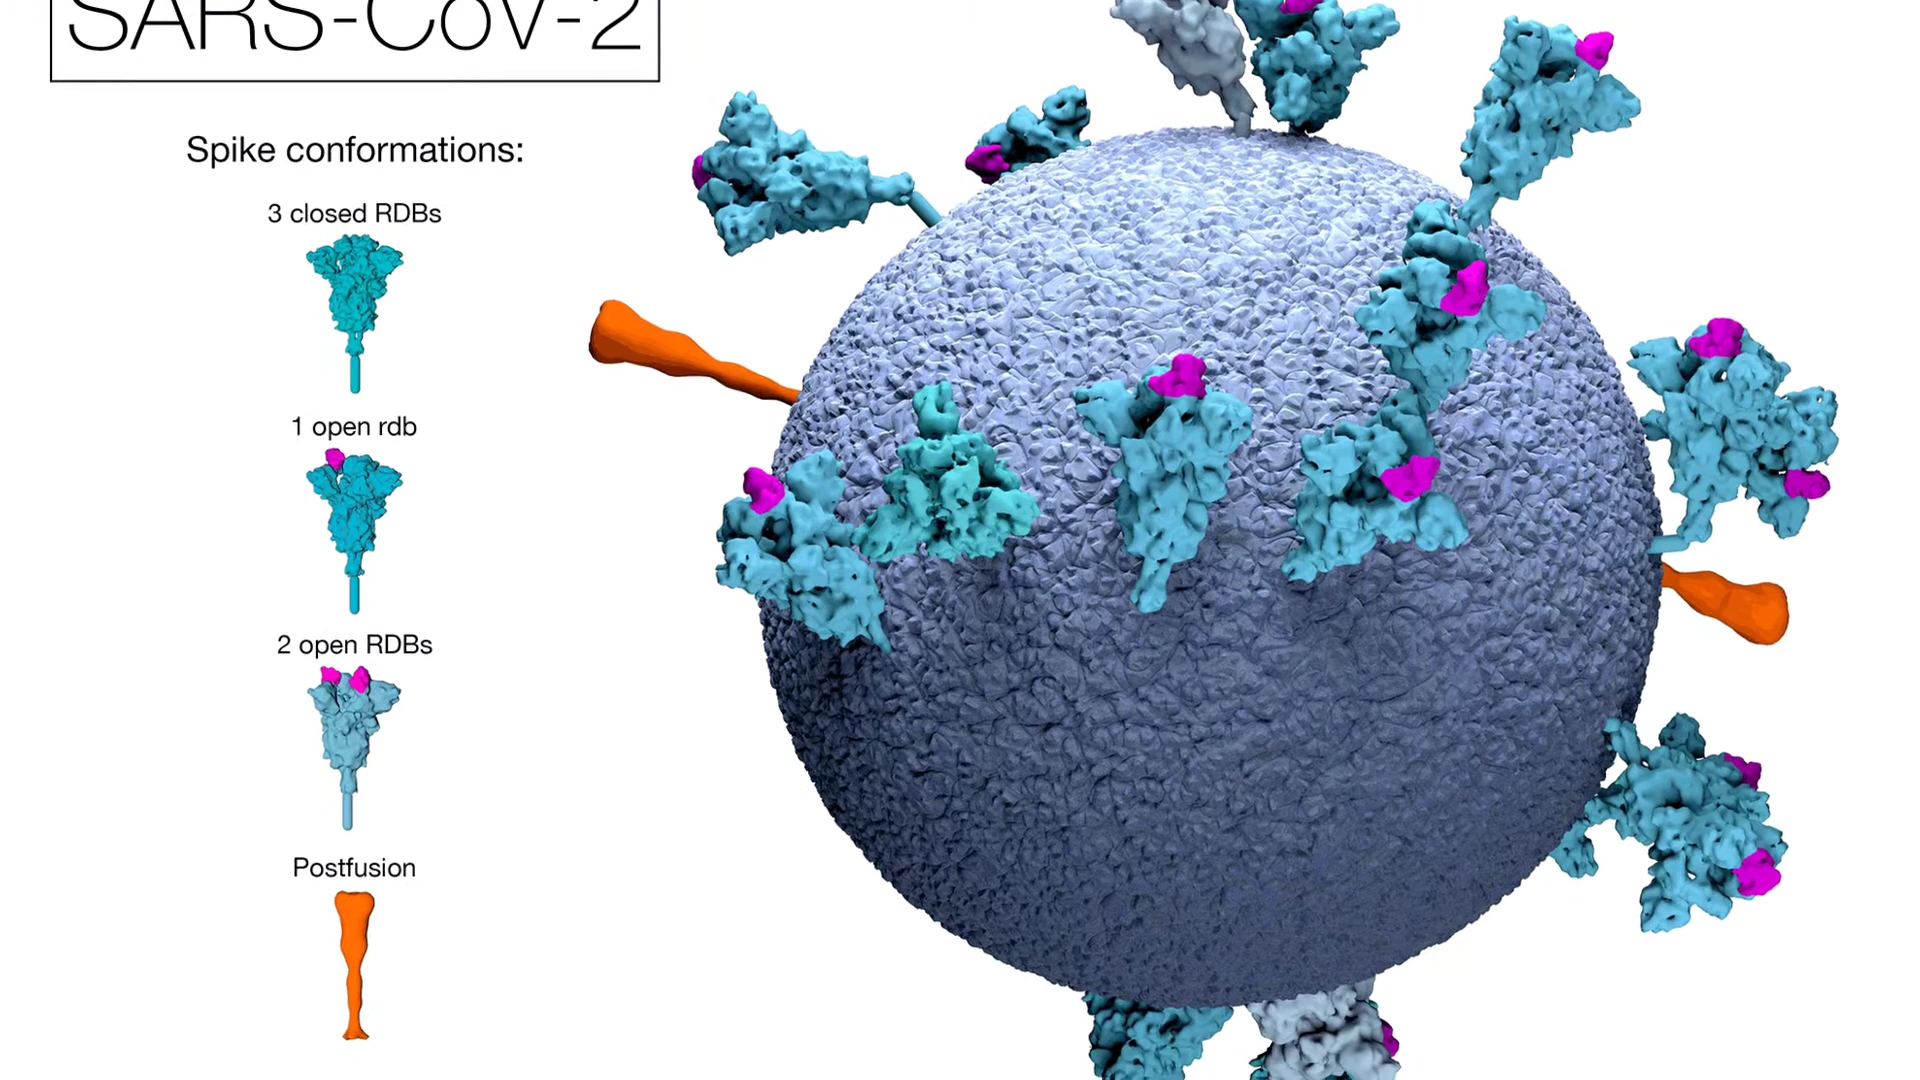 SARS-CoV-2
Spike conformations:
3 closed RDBs
1 open rdb
2 open RDBs
Postfusion